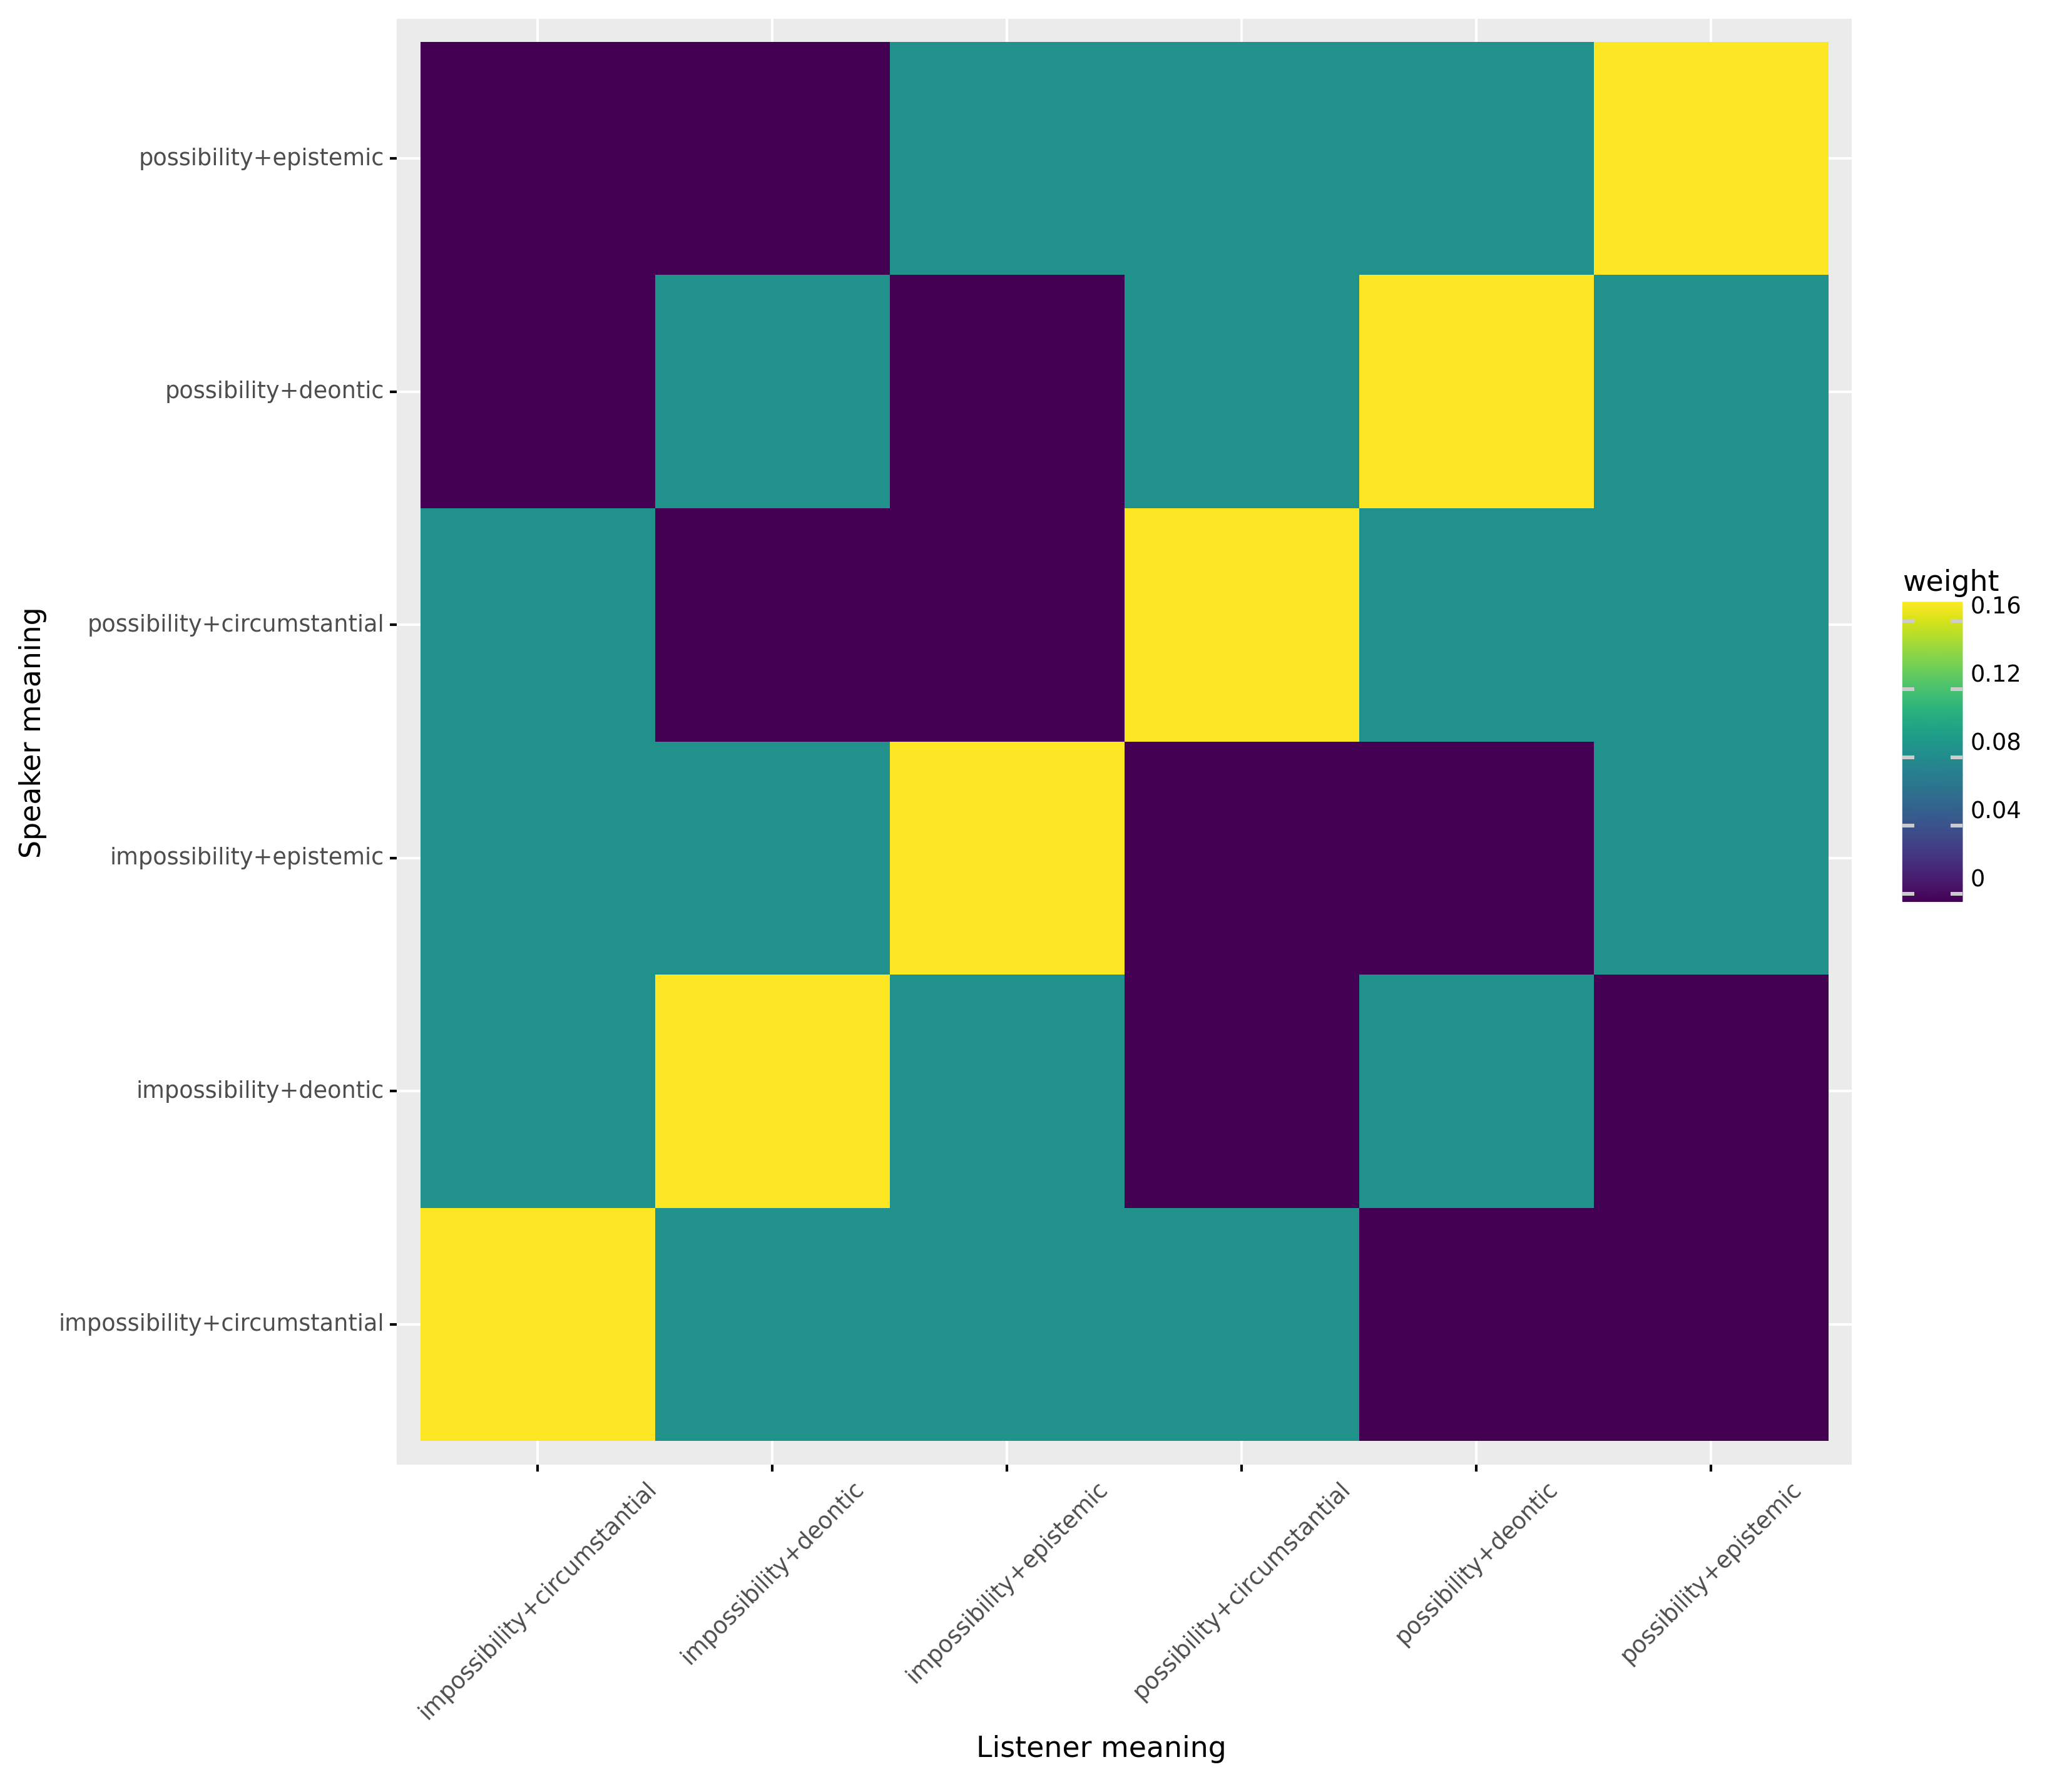 possibility+epistemic
possibility+deontic
possibility+circumstantial
impossibility+epistemic
impossibility+deontic
impossibility+circumstantial
Speaker meaning
impossibility+circumstantial
impossibility+deontic
impossibility+epistemic
possibility+circumstantial
possibility+deontic
possibility+epistemic
Listener meaning
weight
0.16
0.12
0.08
0.04
0